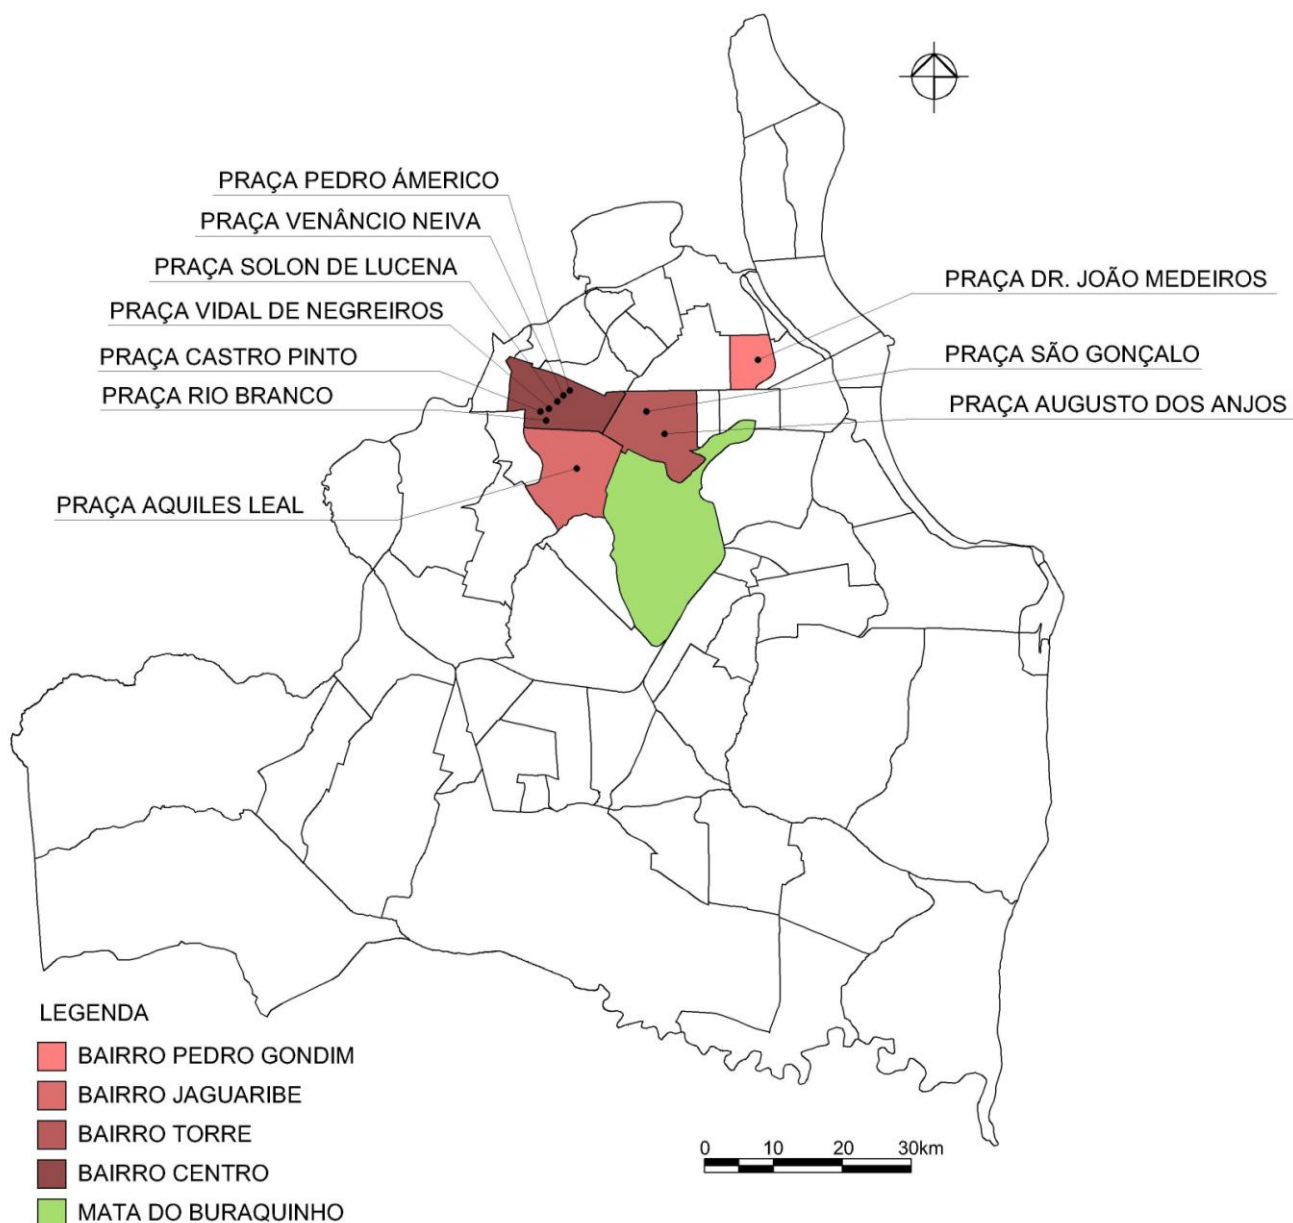 PRAÇA PEDRO ÁMERICO
PRAÇA VENÂNCIO NEIVA
PRAÇA SOLON DE LUCENA
PRAÇA VIDAL DE NEGREIROS
PRAÇA CASTRO PINTO
PRAÇA RIO BRANCO
PRAÇA AQUILES LEAL
PRAÇA DR. JOÃO MEDEIROS
PRAÇA SÃO GONÇALO
PRAÇA AUGUSTO DOS ANJOS
LEGENDA
BAIRRO PEDRO GONDIM
BAIRRO JAGUARIBE
BAIRRO TORRE
BAIRRO CENTRO
MATA DO BURAQUINHO
0 10 20 30km